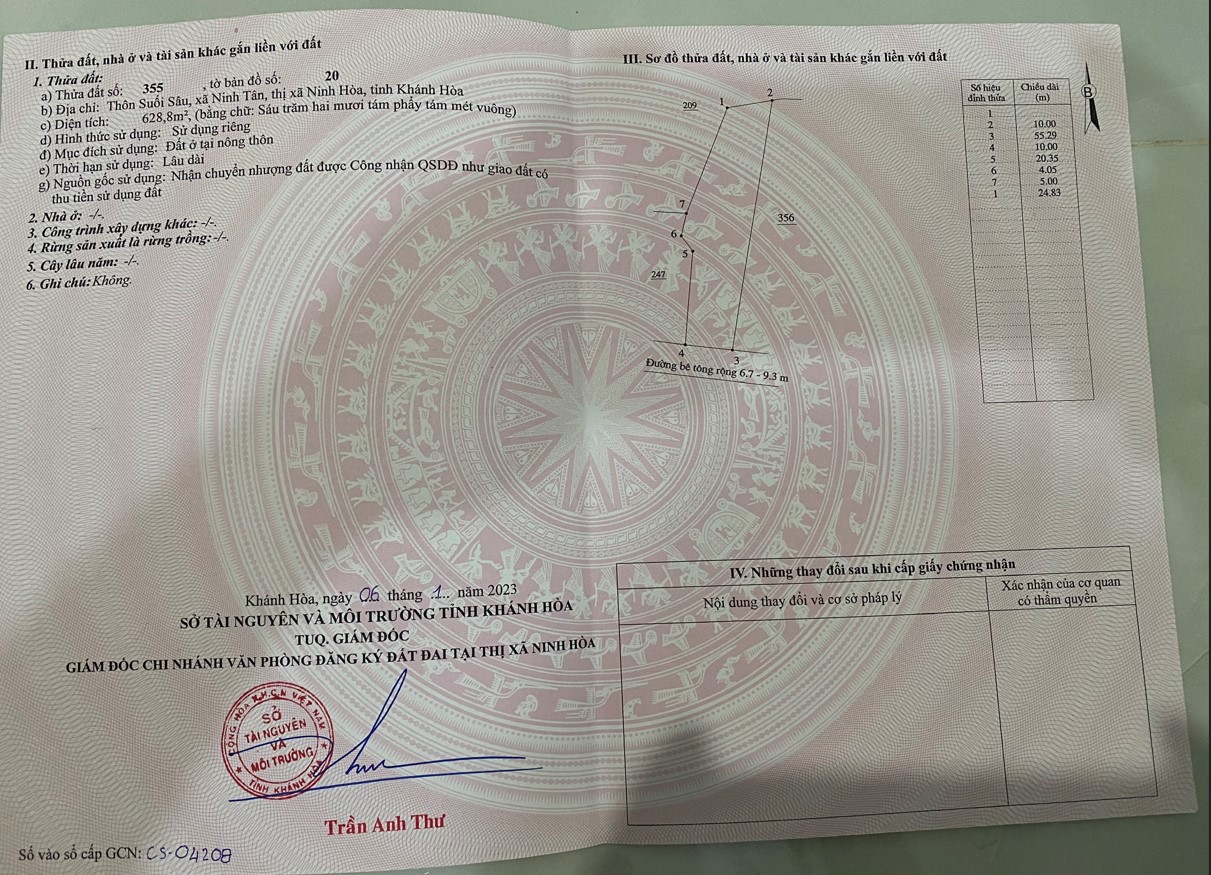 II. Thửa đất, nhà ở và tài sản khác gắn liền với đất
1. Thửa đất:
a) Thửa đất số: 355 , tờ bản đồ số: 20
b) Địa chỉ: Thôn Suối Sâu, xã Ninh Tân, thị xã Ninh Hòa, tỉnh Khánh Hòa
c) Diện tích: 628,8m², (bằng chữ: Sáu trăm hai mươi tám phẩy tám mét vuông)
d) Hình thức sử dụng: Sử dụng riêng
đ) Mục đích sử dụng: Đất ở tại nông thôn
e) Thời hạn sử dụng: Lâu dài
g) Nguồn gốc sử dụng: Nhận chuyển nhượng đất được Công nhận QSDĐ như giao đất có
thu tiền sử dụng đất
2. Nhà ở: -/-.
3. Công trình xây dựng khác: -/-.
4. Rừng sản xuất là rừng trồng: -/-.
5. Cây lâu năm: -/-.
6. Ghi chú: Không.
Khánh Hòa, ngày 06 tháng .1.. năm 2023
SỞ TÀI NGUYÊN VÀ MÔI TRƯỜNG TỈNH KHÁNH HÒA
TUQ. GIÁM ĐỐC
GIÁM ĐỐC CHI NHÁNH VĂN PHÒNG ĐĂNG KÝ ĐẤT ĐAI TẠI THỊ XÃ NINH HÒA
CỘNG HÒA X.H.C.N VIỆT NAM
SỞ
TÀI NGUYÊN
VÀ
MÔI TRƯỜNG
TỈNH KHÁNH HÒA
Trần Anh Thư
Số vào sổ cấp GCN: CS-04208
III. Sơ đồ thửa đất, nhà ở và tài sản khác gắn liền với đất
209
1
2
7
6
5
247
356
4
3
Đường bê tông rộng 6.7 - 9.3 m
B
Số hiệu đỉnh thửa Chiều dài (m)
1
2 10.00
3 55.29
4 10.00
5 20.35
6 4.05
7 5.00
1 24.83
IV. Những thay đổi sau khi cấp giấy chứng nhận
Nội dung thay đổi và cơ sở pháp lý
Xác nhận của cơ quan
có thẩm quyền